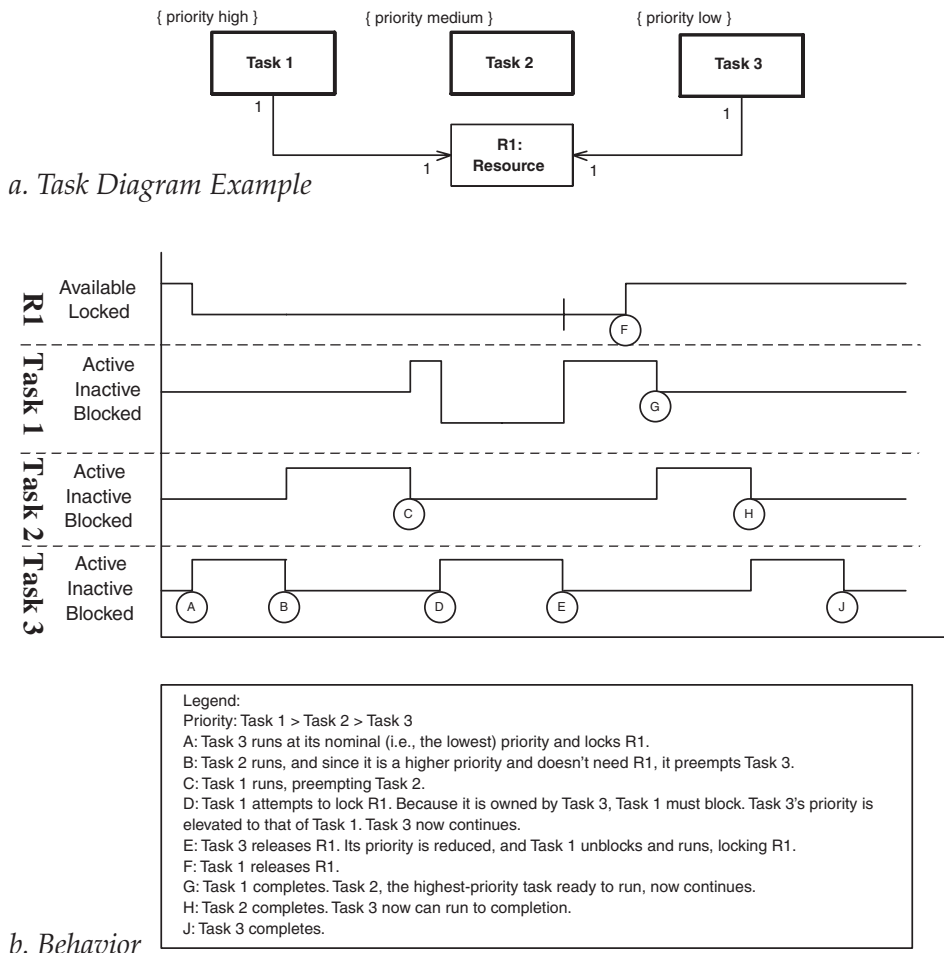 { priority high }
{ priority medium }
{ priority low }
Task 1
Task 2
Task 3
1
1
R1:
Resource
1
1
a. Task Diagram Example
R1
Available
Locked
F
Task 1
Active
Inactive
Blocked
G
Task 2
Active
Inactive
Blocked
C
H
Task 3
Active
Inactive
Blocked
A
B
D
E
J
Legend:
Priority: Task 1 > Task 2 > Task 3
A: Task 3 runs at its nominal (i.e., the lowest) priority and locks R1.
B: Task 2 runs, and since it is a higher priority and doesn't need R1, it preempts Task 3.
C: Task 1 runs, preempting Task 2.
D: Task 1 attempts to lock R1. Because it is owned by Task 3, Task 1 must block. Task 3's priority is
elevated to that of Task 1. Task 3 now continues.
E: Task 3 releases R1. Its priority is reduced, and Task 1 unblocks and runs, locking R1.
F: Task 1 releases R1.
G: Task 1 completes. Task 2, the highest-priority task ready to run, now continues.
H: Task 2 completes. Task 3 now can run to completion.
J: Task 3 completes.
b. Behavior